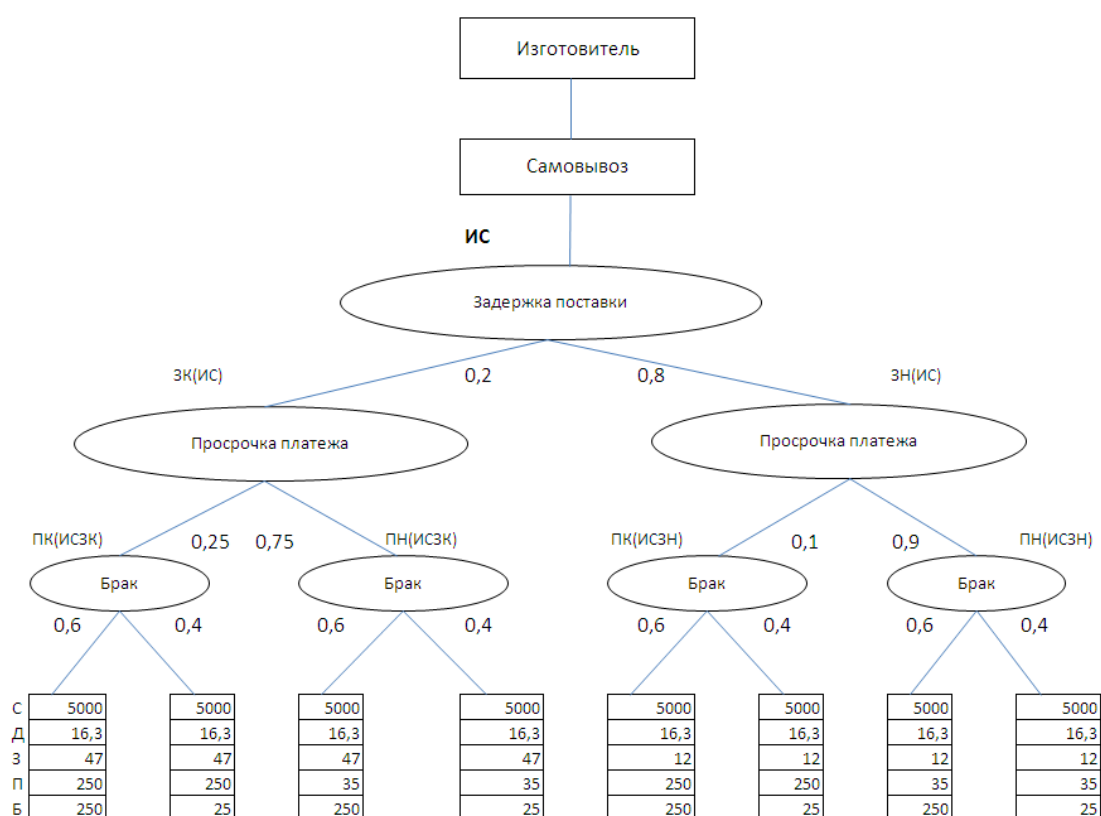 Изготовитель
Самовывоз
ИС
Задержка поставки
ЗК(ИС) 0,2 0,8 ЗН(ИС)
Просрочка платежа Просрочка платежа
ПК(ИСЗК) 0,25 0,75 ПН(ИСЗК) ПК(ИСЗН) 0,1 0,9 ПН(ИСЗН)
Брак Брак Брак Брак
0,6 0,4 0,6 0,4 0,6 0,4 0,6 0,4
С 5000 5000 5000 5000 5000 5000 5000 5000
Д 16,3 16,3 16,3 16,3 16,3 16,3 16,3 16,3
З 47 47 47 47 12 12 12 12
П 250 250 35 35 250 250 35 35
Б 250 25 250 25 250 25 250 25